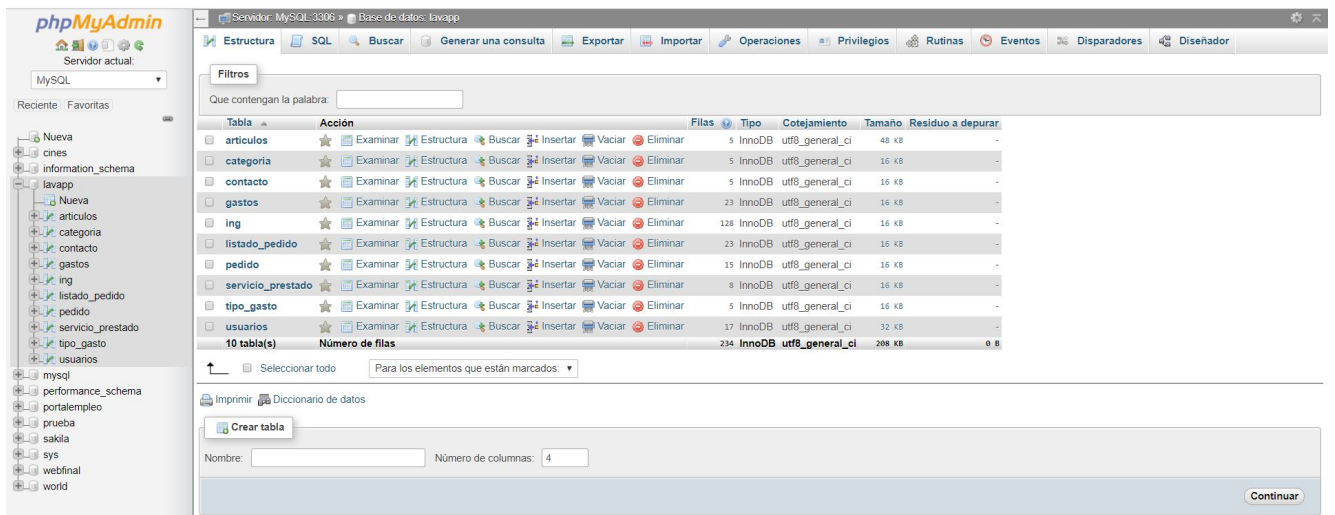 phpMyAdmin
Servidor actual:
MySQL
Reciente Favoritas
Nueva
cines
information_schema
lavapp
Nueva
articulos
categoria
contacto
gastos
ing
listado_pedido
pedido
servicio_prestado
tipo_gasto
usuarios
mysql
performance_schema
portalempleo
prueba
sakila
sys
webfinal
world
Servidor: MySQL:3306 » Base de datos: lavapp
Estructura SQL Buscar Generar una consulta Exportar Importar Operaciones Privilegios Rutinas Eventos Disparadores Diseñador
Filtros
Que contengan la palabra:
Tabla Acción Filas Tipo Cotejamiento Tamaño Residuo a depurar
articulos Examinar Estructura Buscar Insertar Vaciar Eliminar 5 InnoDB utf8_general_ci 48 KB -
categoria Examinar Estructura Buscar Insertar Vaciar Eliminar 5 InnoDB utf8_general_ci 16 KB -
contacto Examinar Estructura Buscar Insertar Vaciar Eliminar 5 InnoDB utf8_general_ci 16 KB -
gastos Examinar Estructura Buscar Insertar Vaciar Eliminar 23 InnoDB utf8_general_ci 16 KB -
ing Examinar Estructura Buscar Insertar Vaciar Eliminar 128 InnoDB utf8_general_ci 16 KB -
listado_pedido Examinar Estructura Buscar Insertar Vaciar Eliminar 23 InnoDB utf8_general_ci 16 KB -
pedido Examinar Estructura Buscar Insertar Vaciar Eliminar 15 InnoDB utf8_general_ci 16 KB -
servicio_prestado Examinar Estructura Buscar Insertar Vaciar Eliminar 8 InnoDB utf8_general_ci 16 KB -
tipo_gasto Examinar Estructura Buscar Insertar Vaciar Eliminar 5 InnoDB utf8_general_ci 16 KB -
usuarios Examinar Estructura Buscar Insertar Vaciar Eliminar 17 InnoDB utf8_general_ci 32 KB -
10 tabla(s) Número de filas 234 InnoDB utf8_general_ci 208 KB 0 B
Seleccionar todo Para los elementos que están marcados:
Imprimir Diccionario de datos
Crear tabla
Nombre: Número de columnas: 4
Continuar